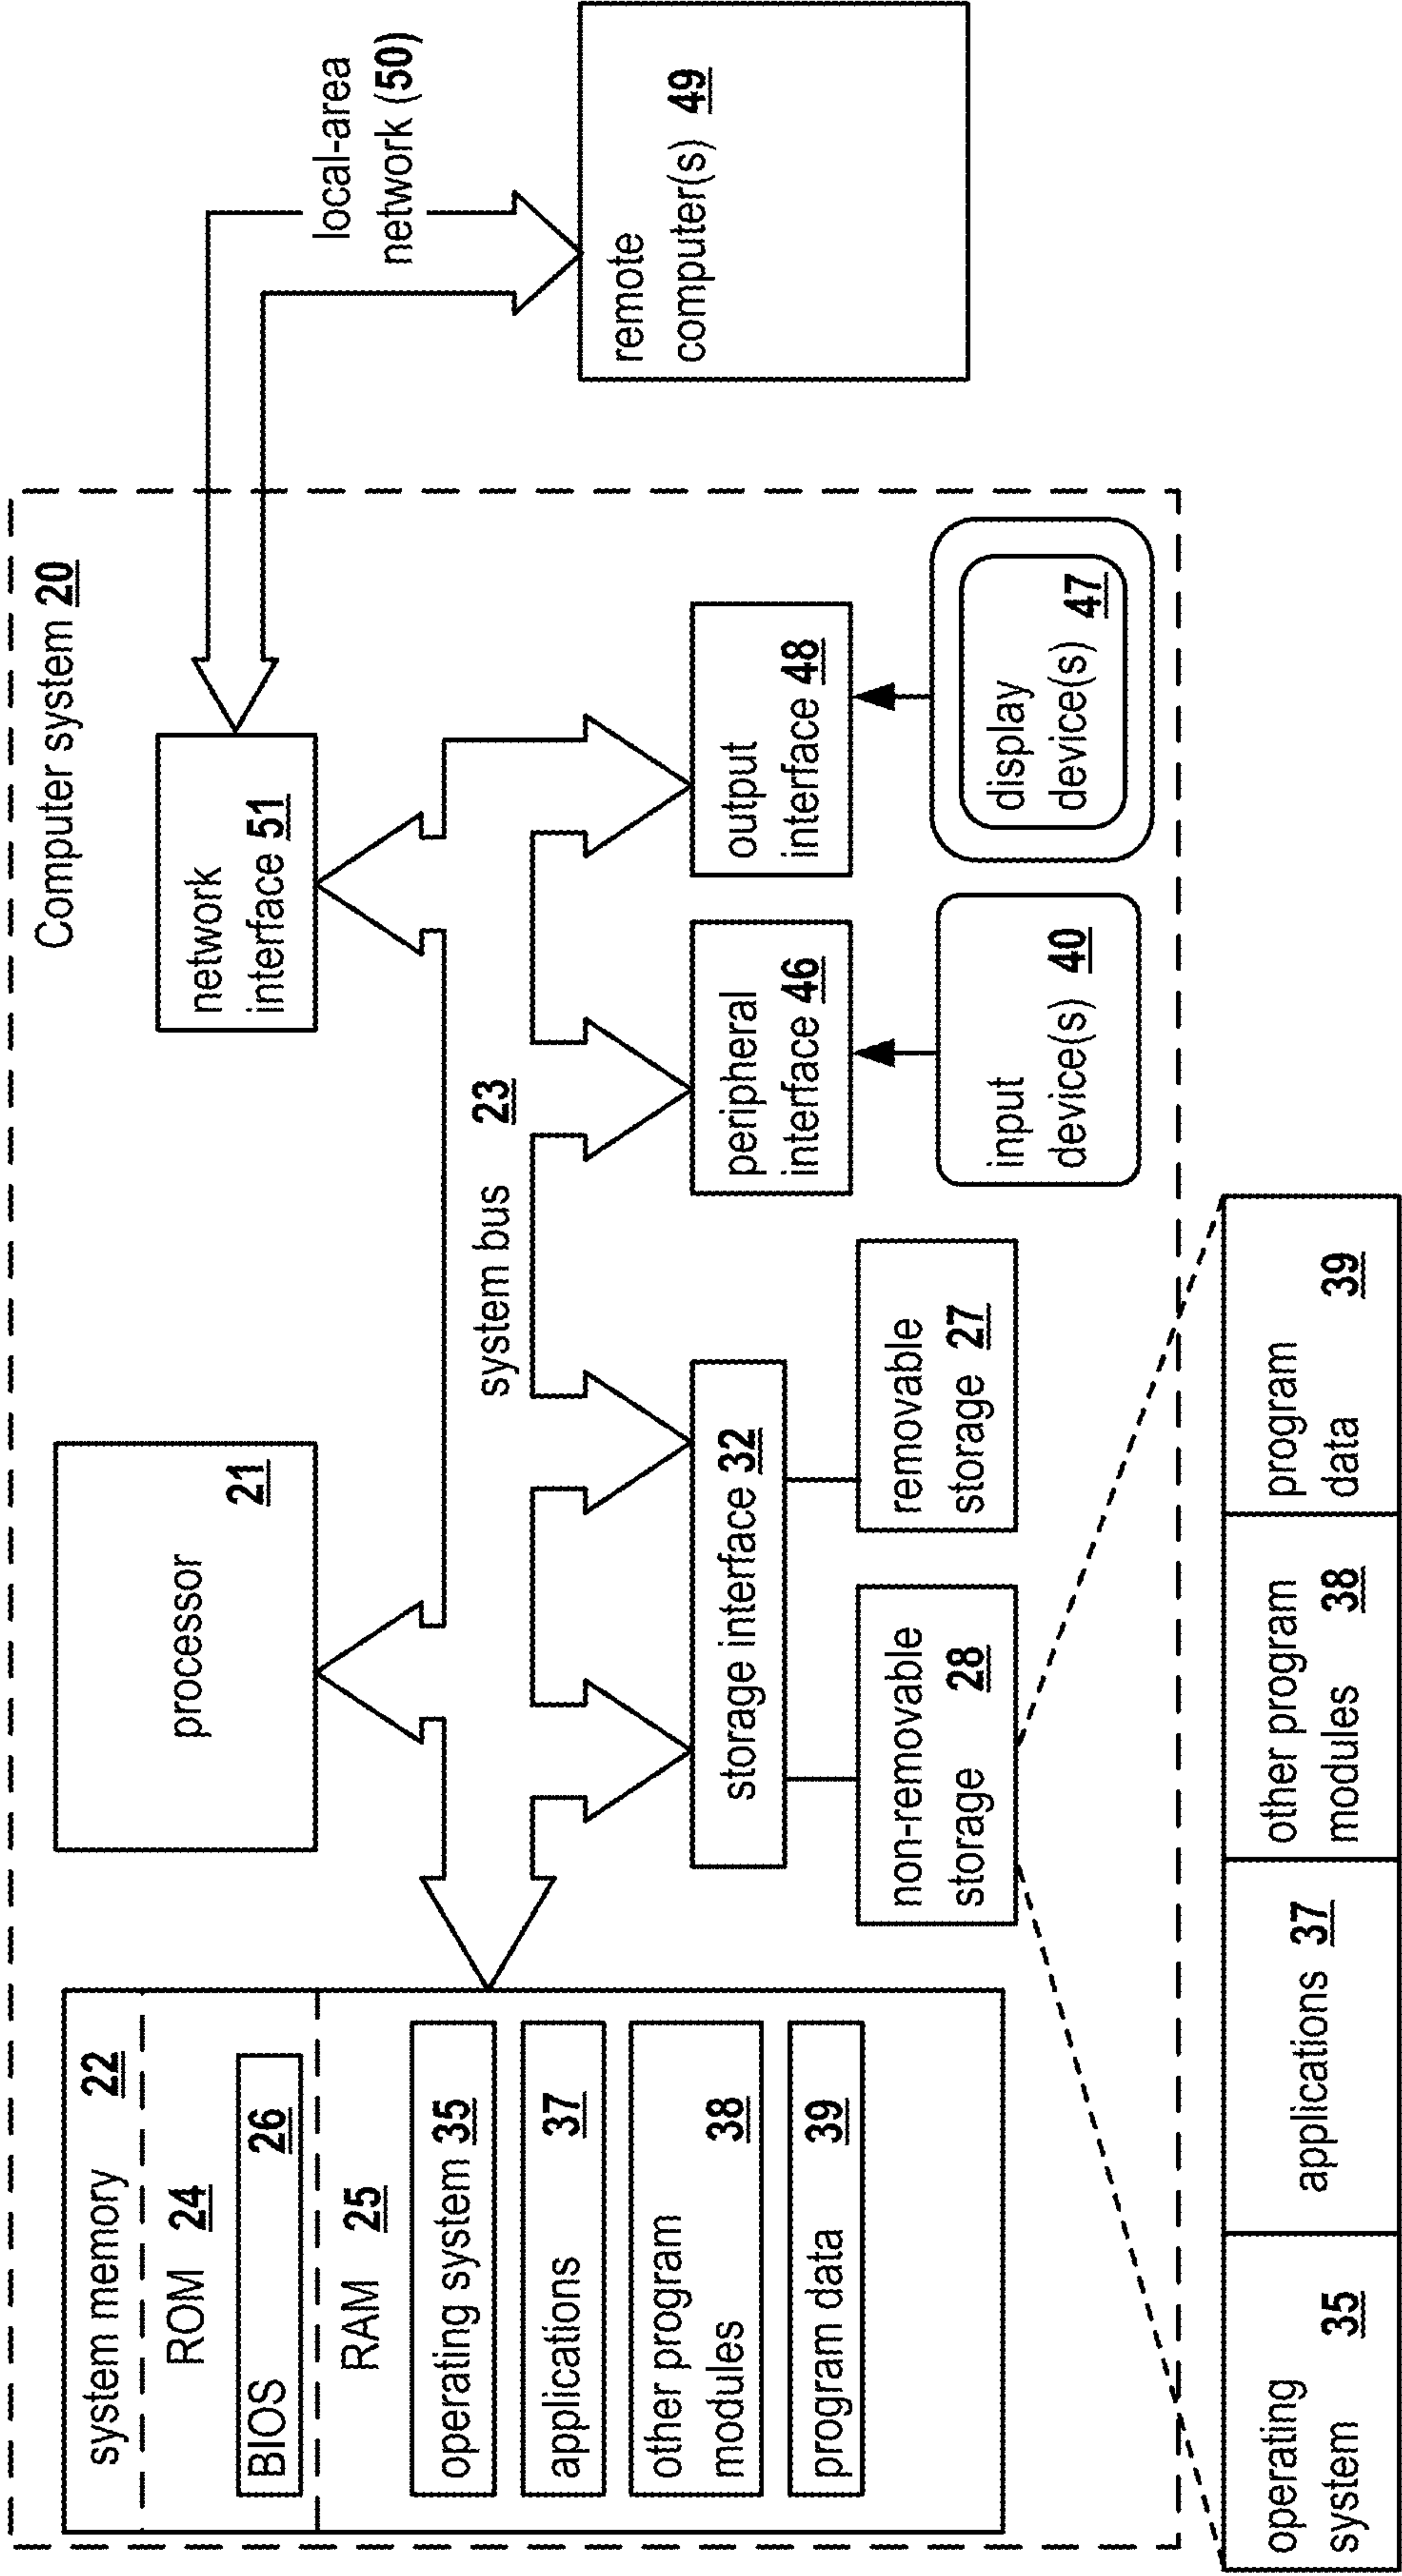 Computer system 20
system memory 22
ROM 24
BIOS 26
RAM 25
operating system 35
applications 37
other program
modules 38
program data 39
processor 21
network
interface 51
local-area
network (50)
system bus 23
storage interface 32
peripheral
interface 46
output
interface 48
remote
computer(s) 49
non-removable
storage 28
removable
storage 27
input
device(s) 40
display
device(s) 47
operating
system 35
applications 37
other program
modules 38
program
data 39